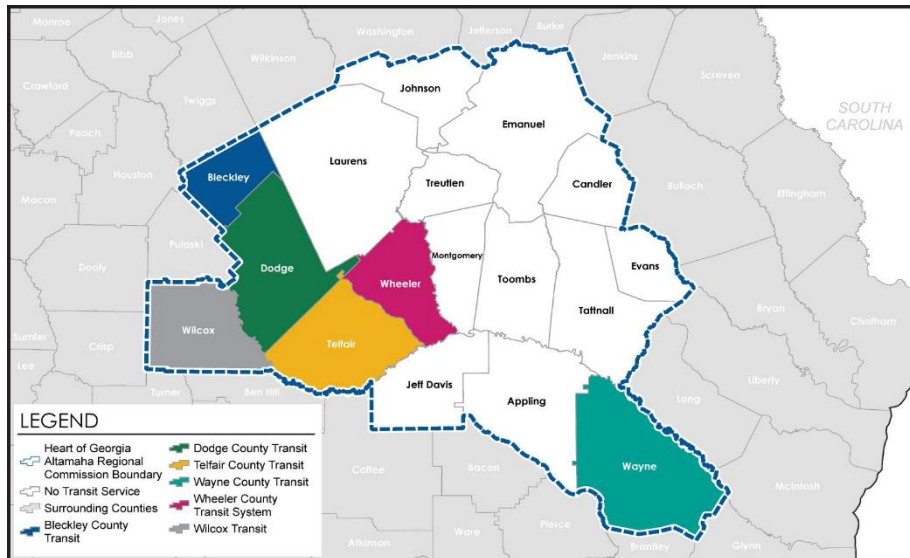 Monroe
Jones
Washington
Jefferson
Burke
Bibb
Wilkinson
Jenkins
Screven
Crawford
Twiggs
Johnson
Emanuel
SOUTH
CAROLINA
Peach
Houston
Laurens
Bleckley
Treutlen
Candler
Bulloch
Effingham
Macon
Pulaski
Dooly
Dodge
Montgomery
Wheeler
Toombs
Evans
Tattnall
Bryan
Chatham
Wilcox
Telfair
Sumter
Crisp
Lee
Turner
Ben Hill
Jeff Davis
Appling
Long
Liberty
Wayne
McIntosh
Coffee
Bacon
Pierce
Ware
Atkinson
Brantley
Glynn
LEGEND
Heart of Georgia
Altamaha Regional
Commission Boundary
No Transit Service
Surrounding Counties
Bleckley County
Transit
Dodge County Transit
Telfair County Transit
Wayne County Transit
Wheeler County
Transit System
Wilcox Transit